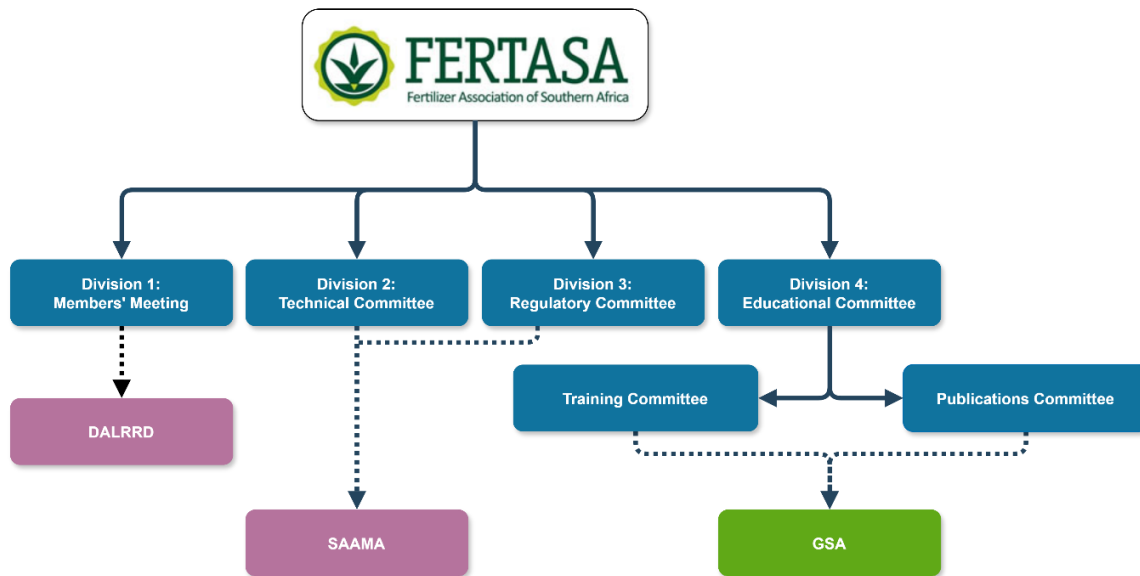 FERTASA
Fertilizer Association of Southern Africa
Division 1:
Members' Meeting
Division 2:
Technical Committee
Division 3:
Regulatory Committee
Division 4:
Educational Committee
Training Committee
Publications Committee
DALRRD
SAAMA
GSA